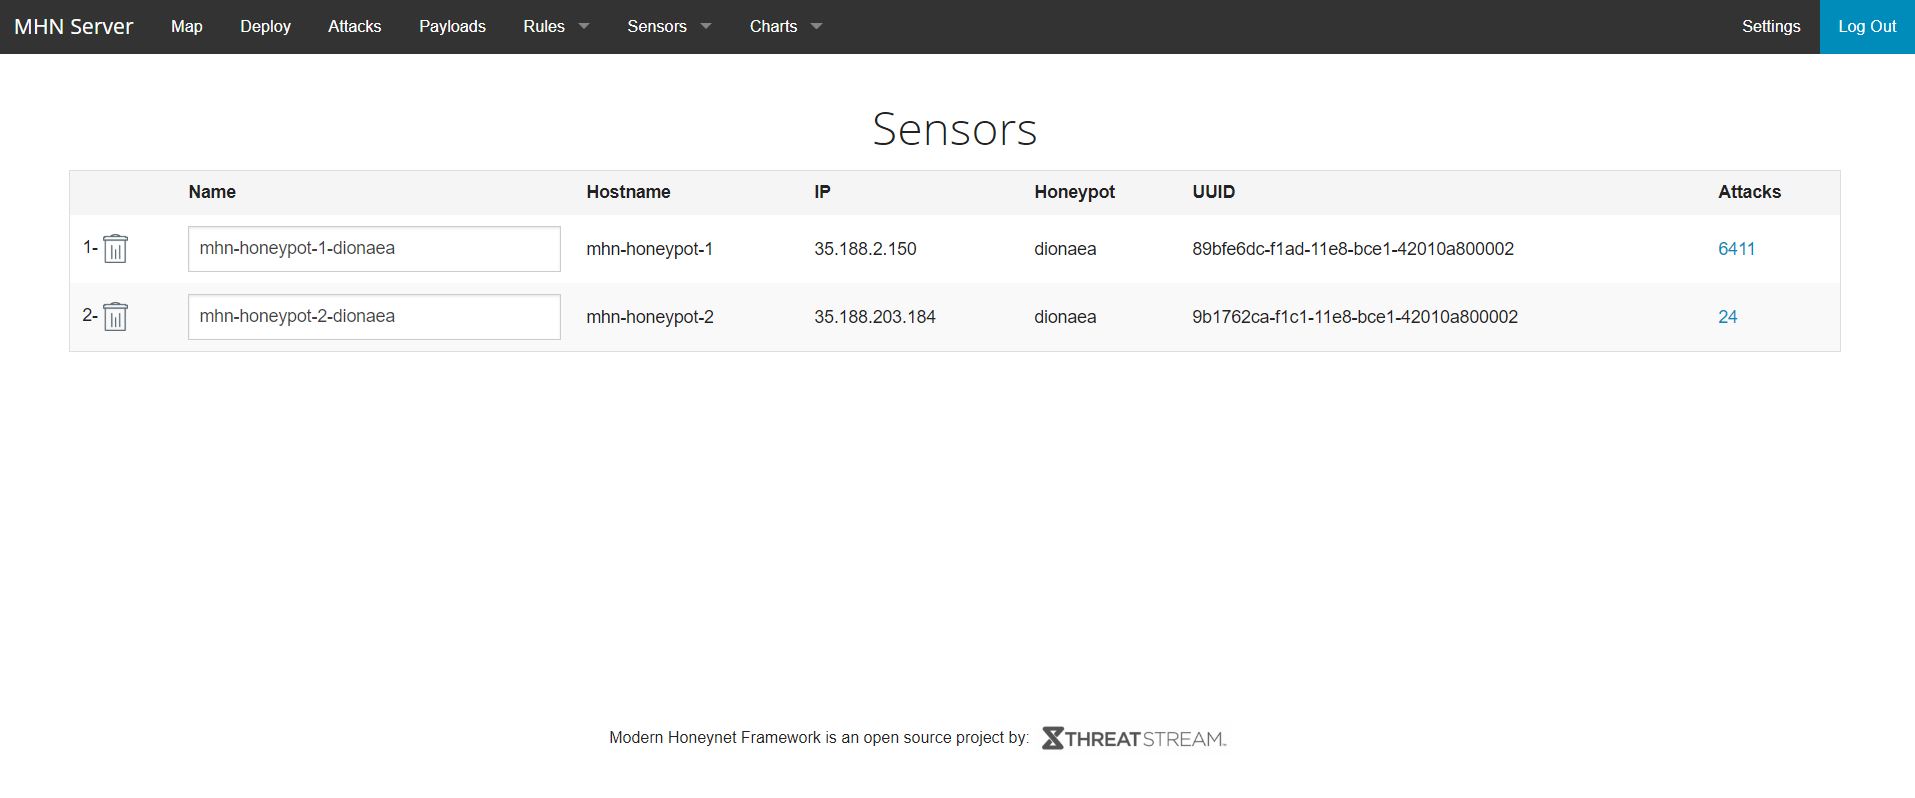 MHN Server Map Deploy Attacks Payloads Rules Sensors Charts Settings Log Out
Sensors
Name Hostname IP Honeypot UUID Attacks
1- mhn-honeypot-1-dionaea mhn-honeypot-1 35.188.2.150 dionaea 89bfe6dc-f1ad-11e8-bce1-42010a800002 6411
2- mhn-honeypot-2-dionaea mhn-honeypot-2 35.188.203.184 dionaea 9b1762ca-f1c1-11e8-bce1-42010a800002 24
Modern Honeynet Framework is an open source project by: THREATSTREAM